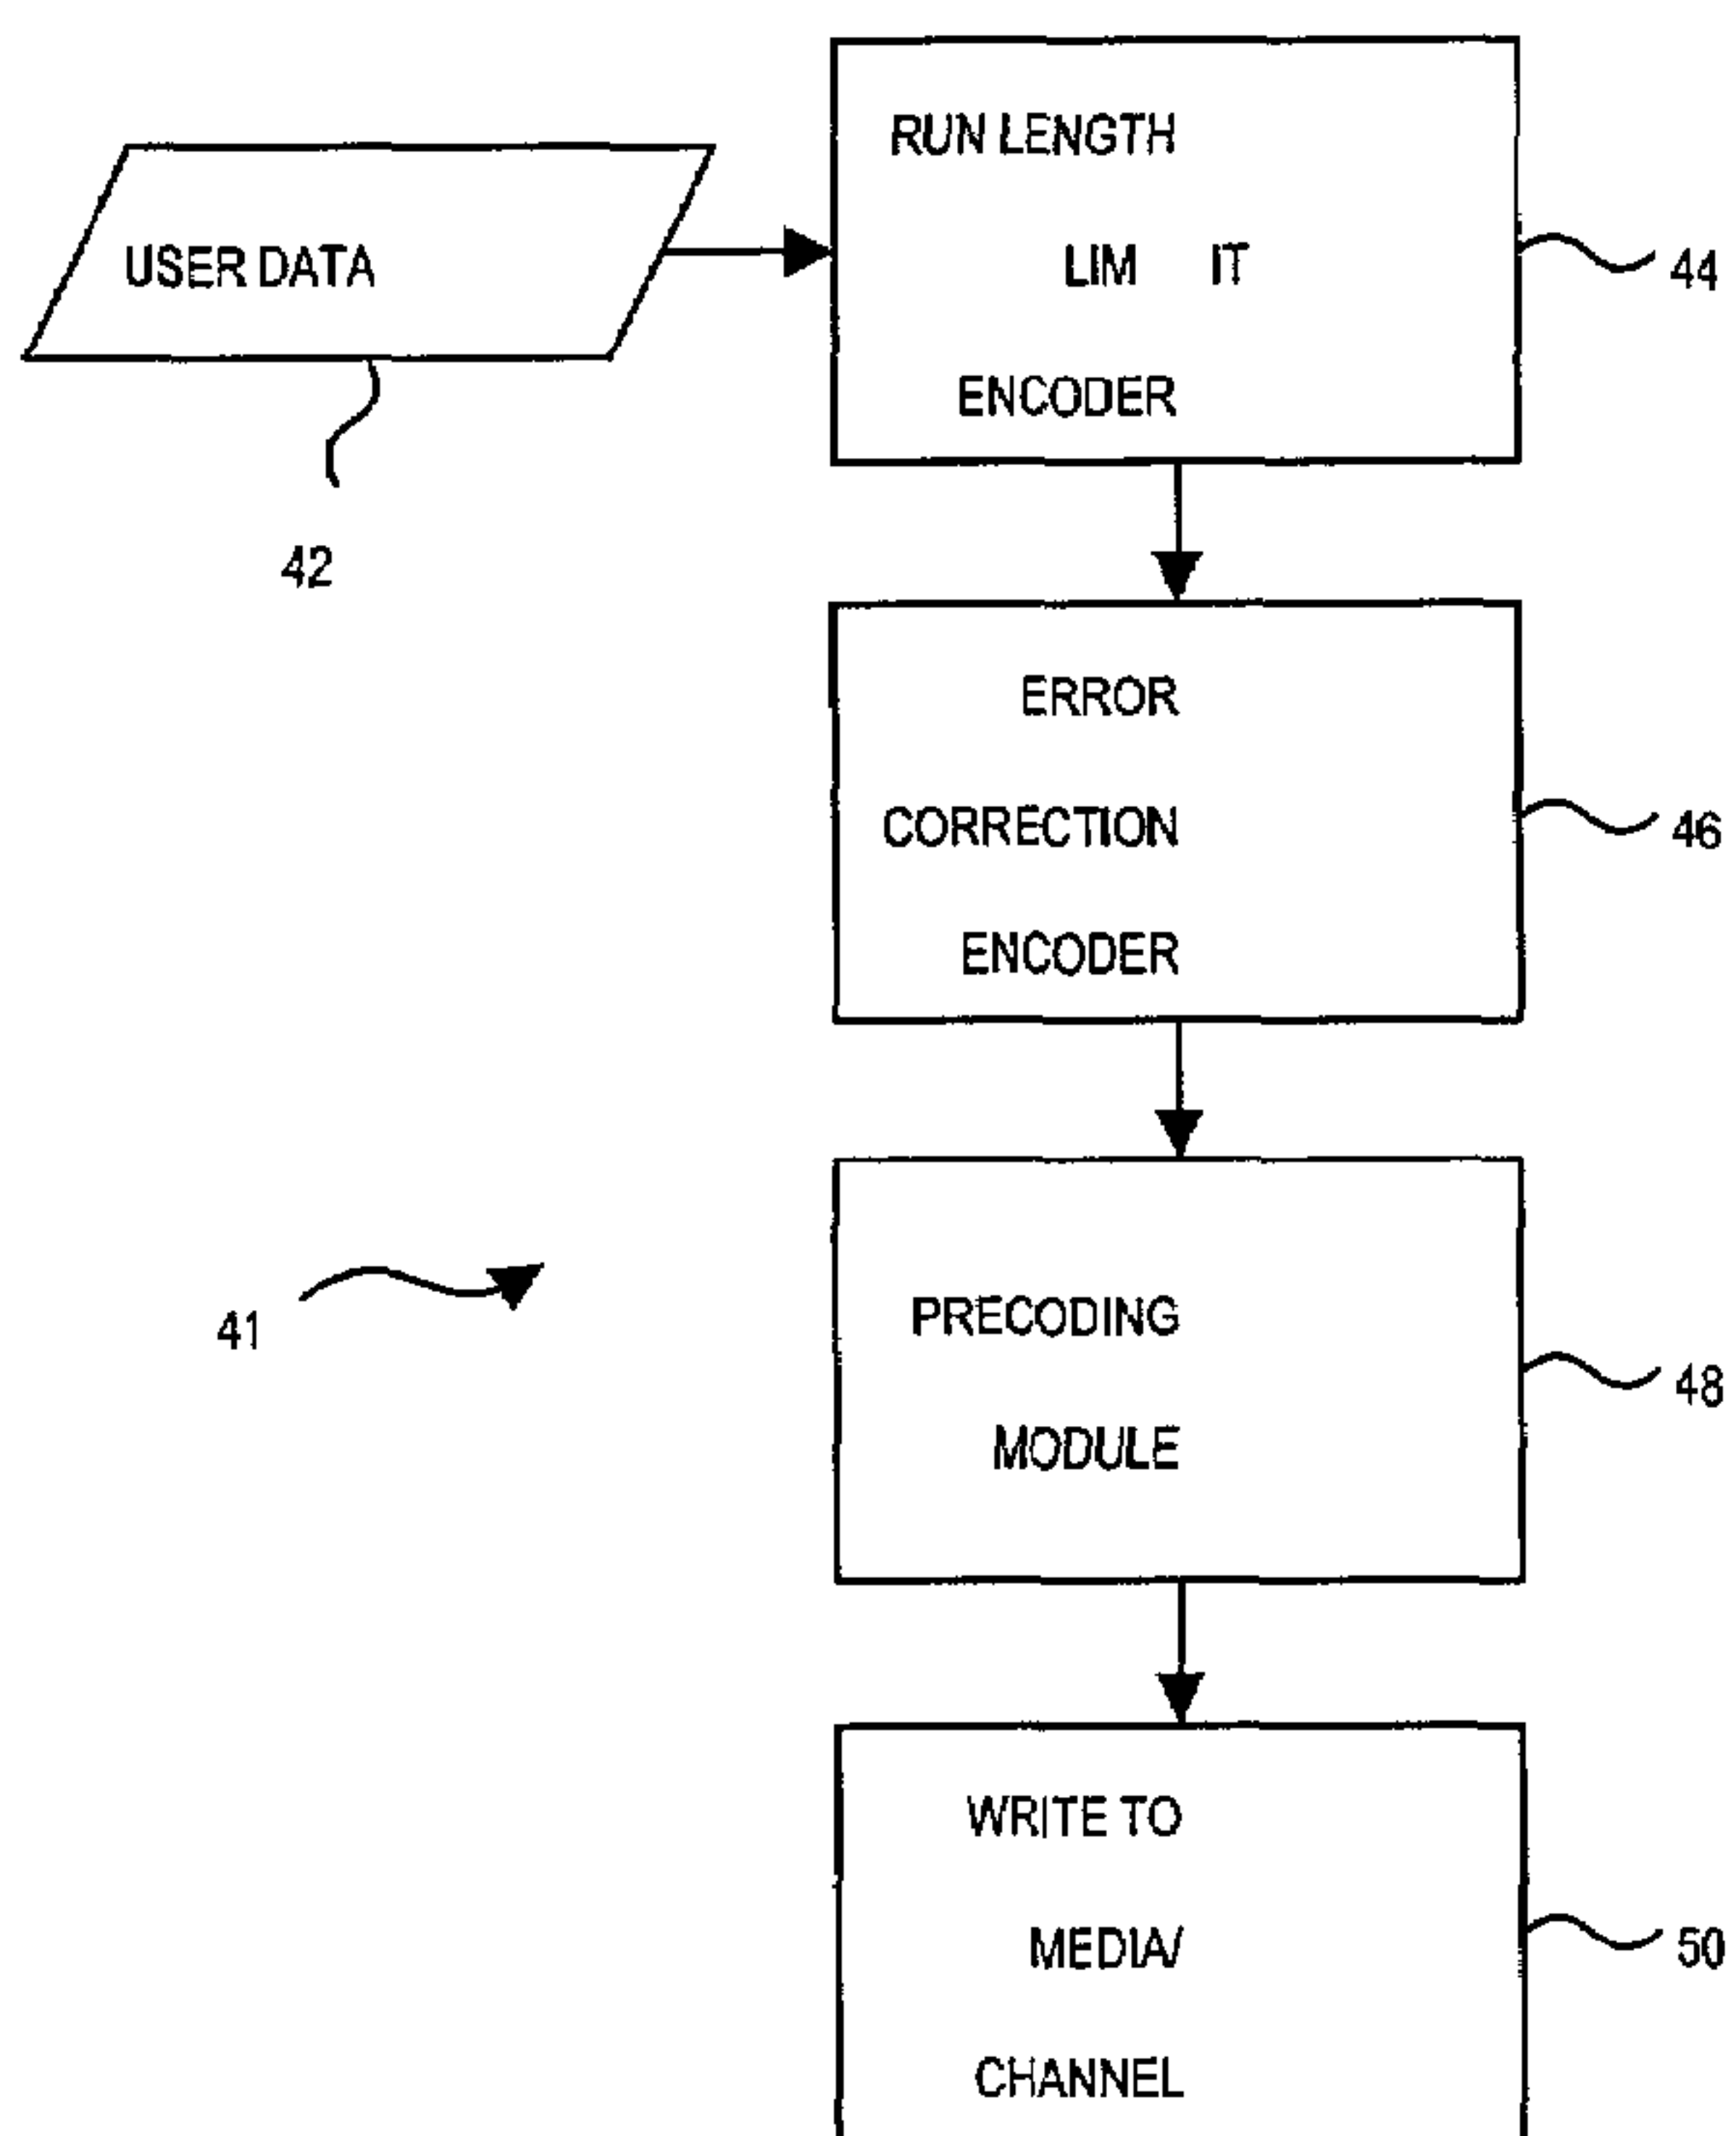 RUN LENGTH
USER DATA
LIM IT
44
ENCODER
42
ERROR
CORRECTION
46
ENCODER
41
PRECODING
48
MODULE
WRITE TO
MEDIA/
50
CHANNEL